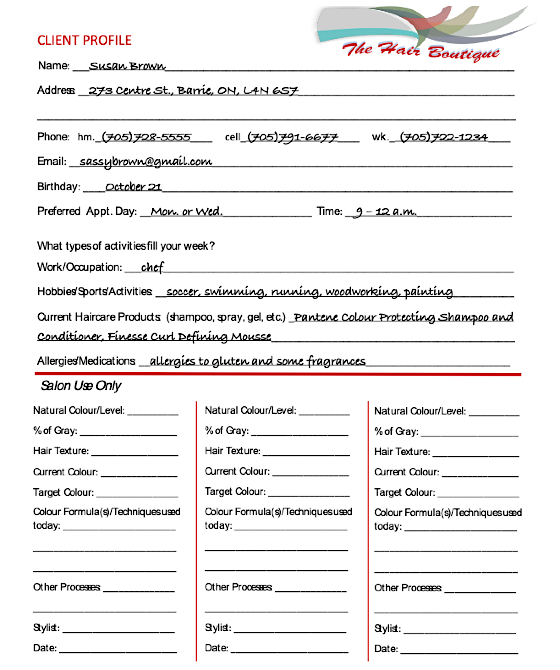 The Hair Boutique
CLIENT PROFILE
Name: Susan Brown
Address: 273 Centre St., Barrie, ON, L4N 6S7
Phone: hm. (705)728-5555 cell (705)791-6677 wk. (705)722-1234
Email: sassybrown@gmail.com
Birthday: October 21
Preferred Appt. Day: Mon. or Wed. Time: 9 – 12 a.m.
What types of activities fill your week?
Work/Occupation: chef
Hobbies/Sports/Activities: soccer, swimming, running, woodworking, painting
Current Haircare Products: (shampoo, spray, gel, etc.) Pantene Colour Protecting Shampoo and
Conditioner, Finesse Curl Defining Mousse
Allergies/Medications: allergies to gluten and some fragrances
Salon Use Only
Natural Colour/Level:
% of Gray:
Hair Texture:
Current Colour:
Target Colour:
Colour Formula(s)/Techniques used
today:
Other Processes:
Stylist:
Date:
Natural Colour/Level:
% of Gray:
Hair Texture:
Current Colour:
Target Colour:
Colour Formula(s)/Techniques used
today:
Other Processes:
Stylist:
Date:
Natural Colour/Level:
% of Gray:
Hair Texture:
Current Colour:
Target Colour:
Colour Formula(s)/Techniques used
today:
Other Processes:
Stylist:
Date: